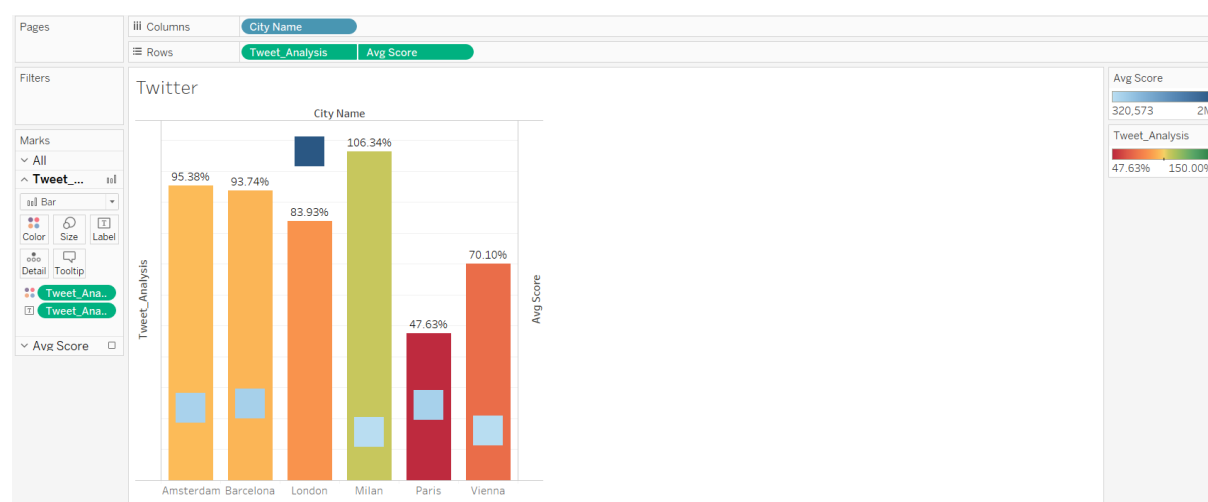 Pages
Columns
City Name
Rows
Tweet_Analysis
Avg Score
Filters
Marks
All
Tweet_...
Bar
Color
Size
Label
Detail
Tooltip
Tweet_Ana..
Tweet_Ana..
Avg Score
Twitter
City Name
Tweet_Analysis
95.38%
93.74%
83.93%
106.34%
47.63%
70.10%
Avg Score
Amsterdam Barcelona London Milan Paris Vienna
Avg Score
320,573 2M
Tweet_Analysis
47.63% 150.00%